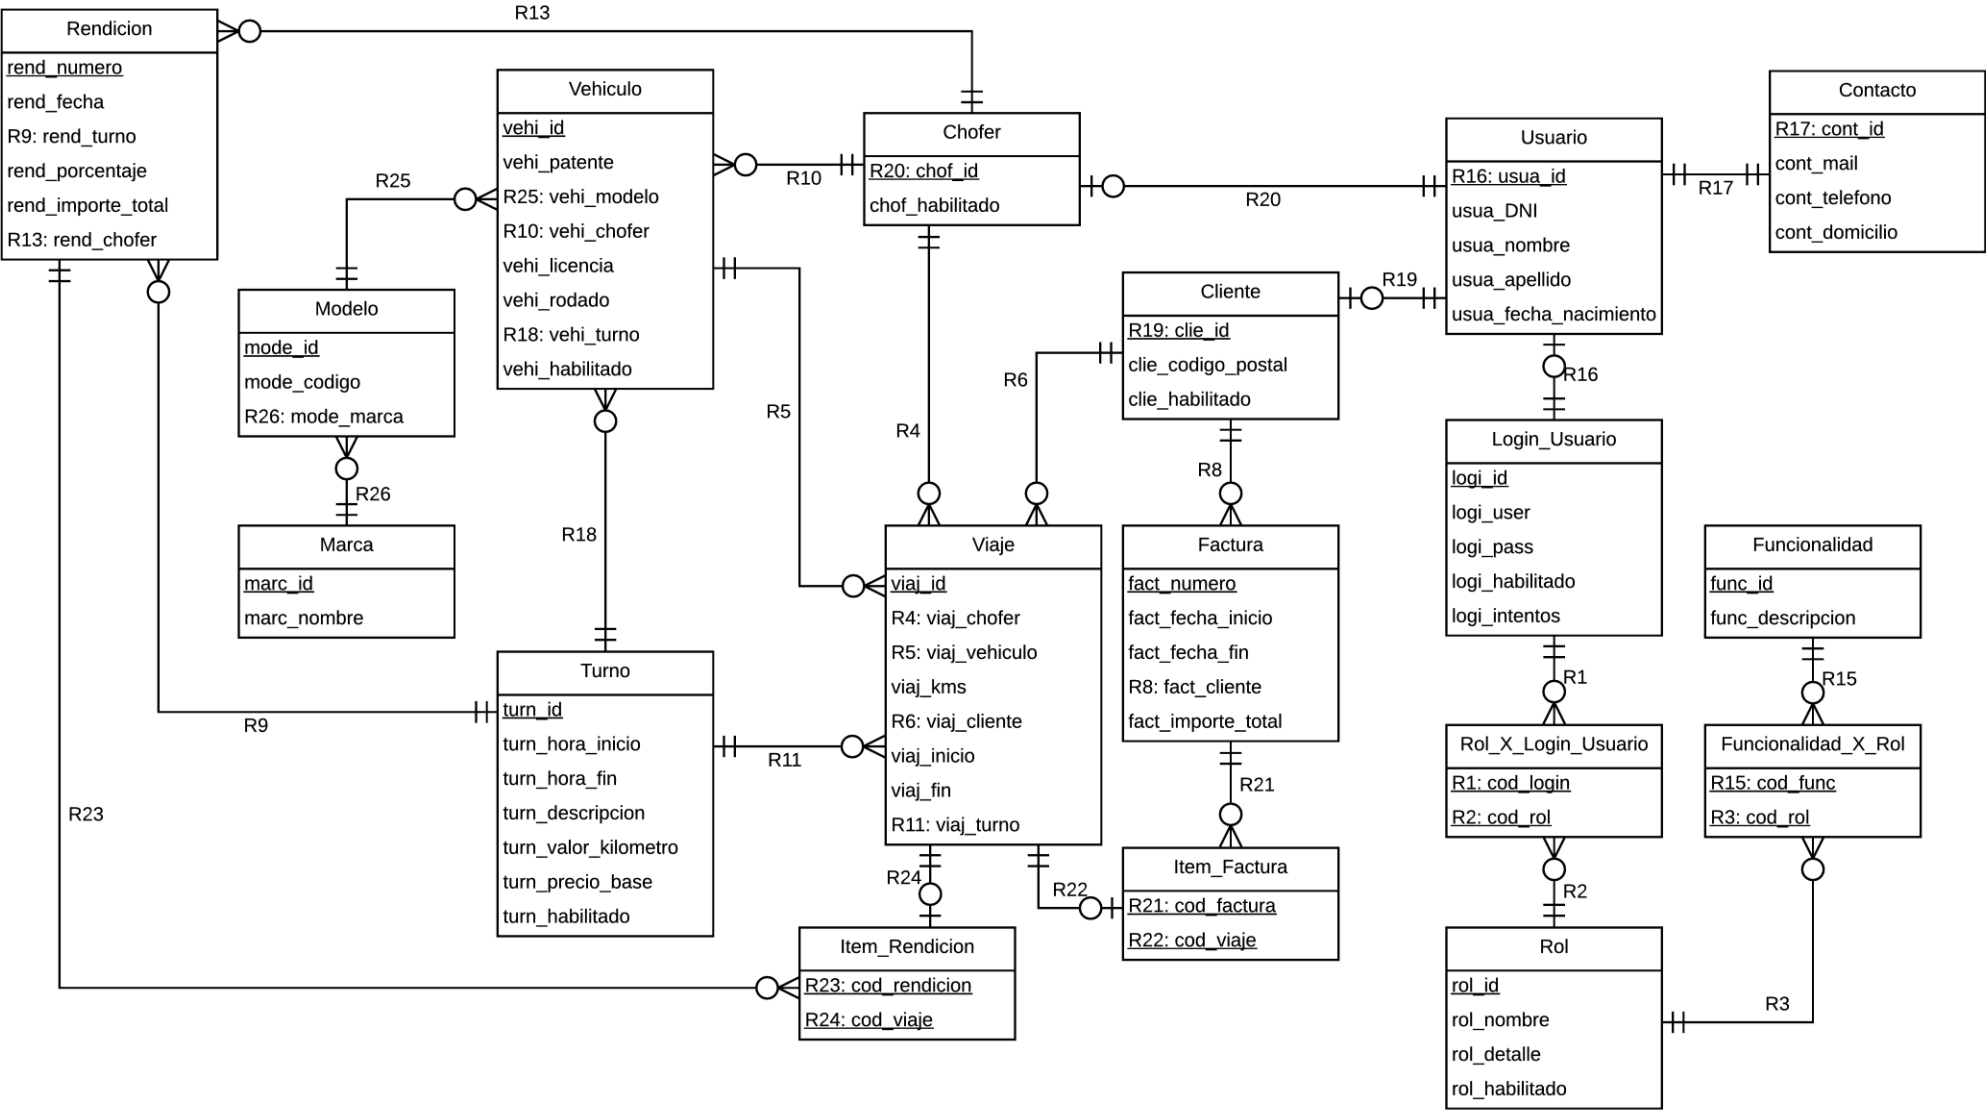 R13
Rendicion
rend_numero
rend_fecha
R9: rend_turno
rend_porcentaje
rend_importe_total
R13: rend_chofer
Vehiculo
vehi_id
vehi_patente
R25: vehi_modelo
R10: vehi_chofer
vehi_licencia
vehi_rodado
R18: vehi_turno
vehi_habilitado
Chofer
R20: chof_id
chof_habilitado
Usuario
R16: usua_id
usua_DNI
usua_nombre
usua_apellido
usua_fecha_nacimiento
Contacto
R17: cont_id
cont_mail
cont_telefono
cont_domicilio
R25
R10
R20
R17
R19
Modelo
mode_id
mode_codigo
R26: mode_marca
Cliente
R19: clie_id
clie_codigo_postal
clie_habilitado
R16
R6
R5
R4
R8
R26
R18
Marca
marc_id
marc_nombre
Login_Usuario
logi_id
logi_user
logi_pass
logi_habilitado
logi_intentos
Viaje
viaj_id
R4: viaj_chofer
R5: viaj_vehiculo
viaj_kms
R6: viaj_cliente
viaj_inicio
viaj_fin
R11: viaj_turno
Factura
fact_numero
fact_fecha_inicio
fact_fecha_fin
R8: fact_cliente
fact_importe_total
Funcionalidad
func_id
func_descripcion
Turno
turn_id
turn_hora_inicio
turn_hora_fin
turn_descripcion
turn_valor_kilometro
turn_precio_base
turn_habilitado
R9
R11
R1
R15
R23
R21
Rol_X_Login_Usuario
R1: cod_login
R2: cod_rol
Funcionalidad_X_Rol
R15: cod_func
R3: cod_rol
R24
R22
R2
Item_Factura
R21: cod_factura
R22: cod_viaje
Item_Rendicion
R23: cod_rendicion
R24: cod_viaje
Rol
rol_id
rol_nombre
rol_detalle
rol_habilitado
R3